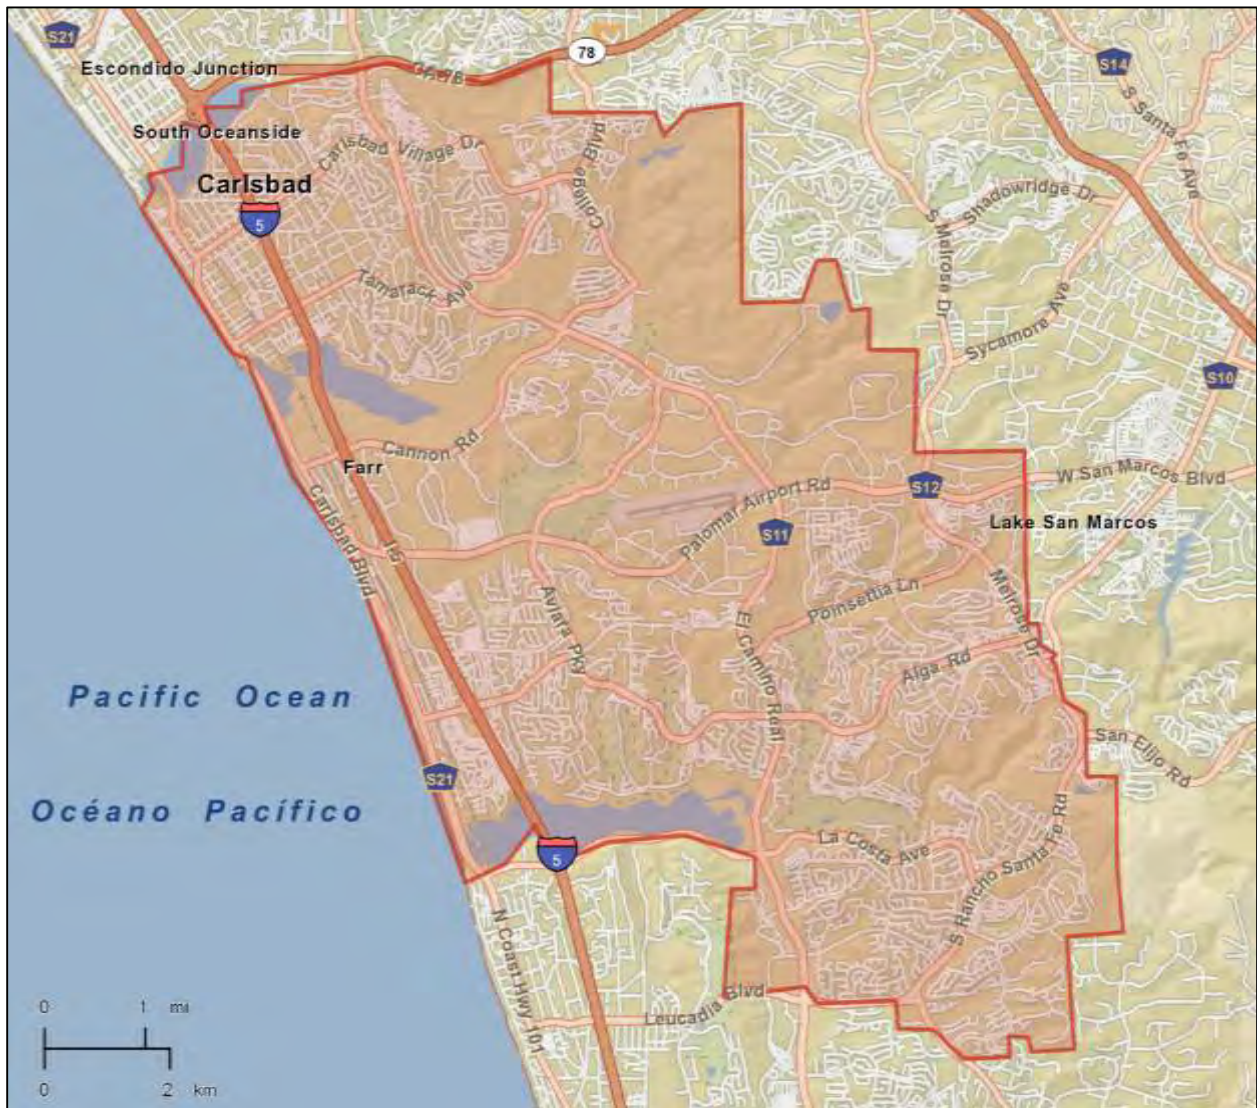 S21
Escondido Junction
78
CA-78
S14
S Santa Fe Ave
South Oceanside
Carlsbad Village Dr
College Blvd
Carlsbad
5
Shadowridge Dr
S Melrose Dr
Tamarack Ave
Sycamore Ave
S10
Cannon Rd
Farr
W San Marcos Blvd
S12
Palomar Airport Rd
Carlsbad Blvd
Lake San Marcos
S11
I5
Aviara Pky
Poinsettia Ln
Melrose Dr
El Camino Real
Alga Rd
Pacific Ocean
San Elijo Rd
S21
Océano Pacífico
La Costa Ave
S Rancho Santa Fe Rd
5
N Coast Hwy 101
Leucadia Blvd
0 1 mi
0 2 km